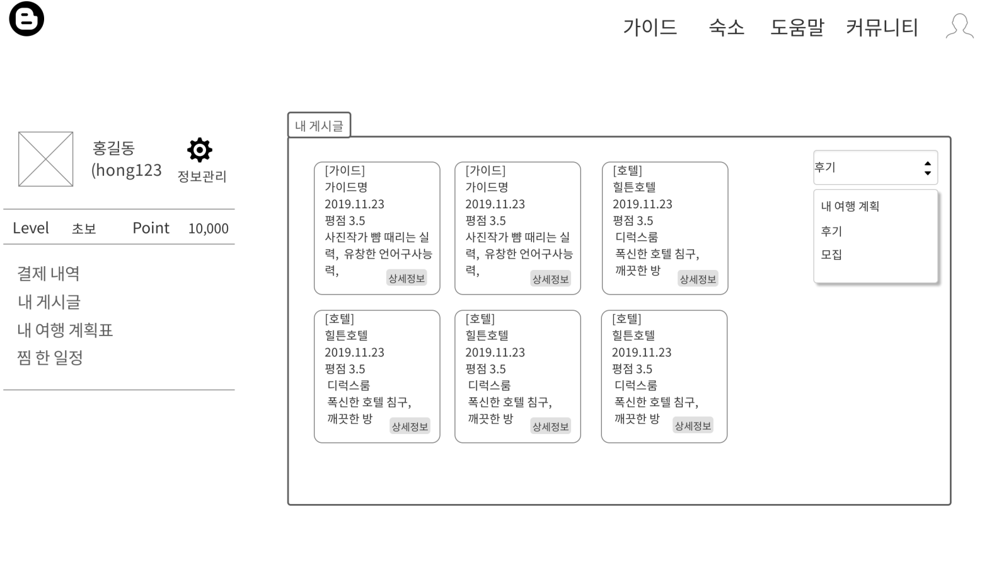 가이드 숙소 도움말 커뮤니티
홍길동
(hong123
정보관리
Level 초보 Point 10,000
결제 내역
내 게시글
내 여행 계획표
찜 한 일정
내 게시글
[가이드]
가이드명
2019.11.23
평점 3.5
사진작가 뺨 때리는 실
력, 유창한 언어구사능
력,
상세정보
[가이드]
가이드명
2019.11.23
평점 3.5
사진작가 뺨 때리는 실
력, 유창한 언어구사능
력,
상세정보
[호텔]
힐튼호텔
2019.11.23
평점 3.5
디럭스룸
폭신한 호텔 침구,
깨끗한 방
상세정보
[호텔]
힐튼호텔
2019.11.23
평점 3.5
디럭스룸
폭신한 호텔 침구,
깨끗한 방
상세정보
[호텔]
힐튼호텔
2019.11.23
평점 3.5
디럭스룸
폭신한 호텔 침구,
깨끗한 방
상세정보
[호텔]
힐튼호텔
2019.11.23
평점 3.5
디럭스룸
폭신한 호텔 침구,
깨끗한 방
상세정보
후기
내 여행 계획
후기
모집